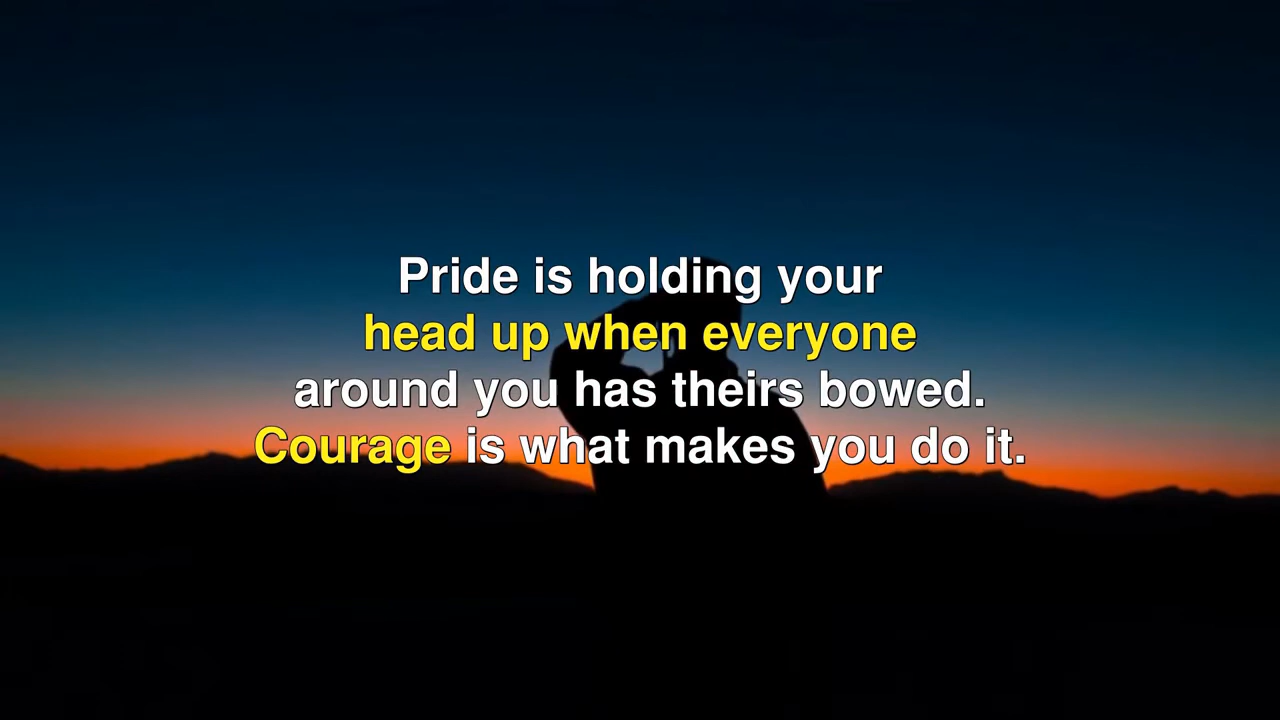 Pride is holding your
head up when everyone
around you has theirs bowed.
Courage is what makes you do it.